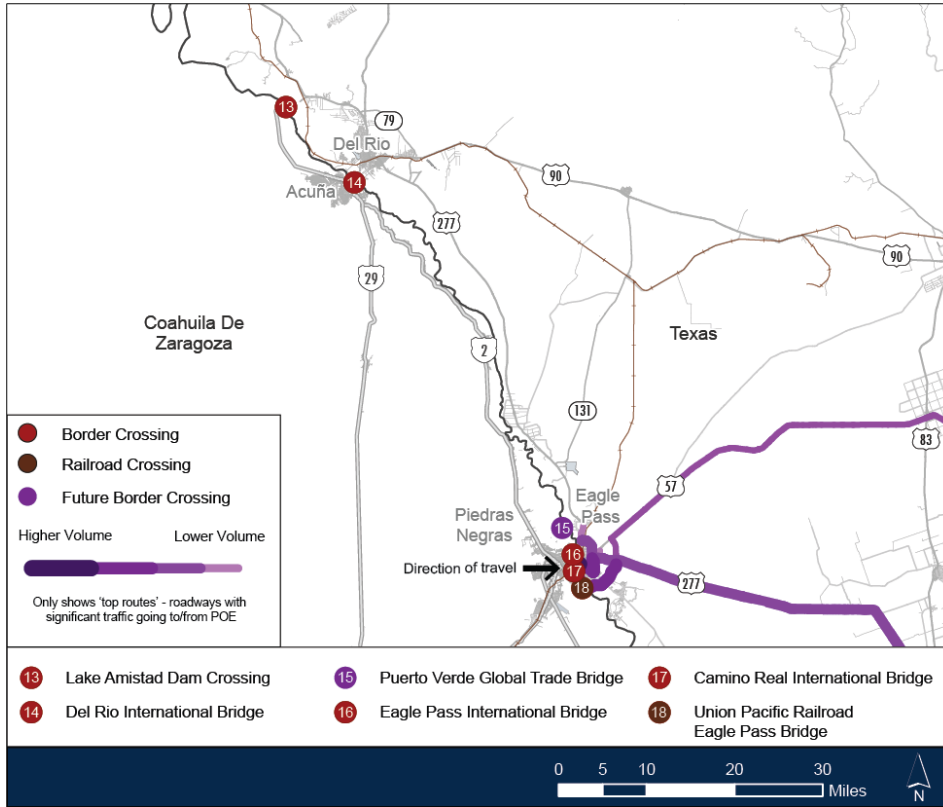 13
79
Del Rio
14
Acuña
90
277
90
29
Coahuila De
Zaragoza
Texas
2
131
83
57
Eagle
Pass
Piedras
Negras
15
16
Direction of travel
17
18
277
Border Crossing
Railroad Crossing
Future Border Crossing
Higher Volume Lower Volume
Only shows ‘top routes’ - roadways with
significant traffic going to/from POE
13 Lake Amistad Dam Crossing
14 Del Rio International Bridge
15 Puerto Verde Global Trade Bridge
16 Eagle Pass International Bridge
17 Camino Real International Bridge
18 Union Pacific Railroad
Eagle Pass Bridge
0 5 10 20 30
Miles
N